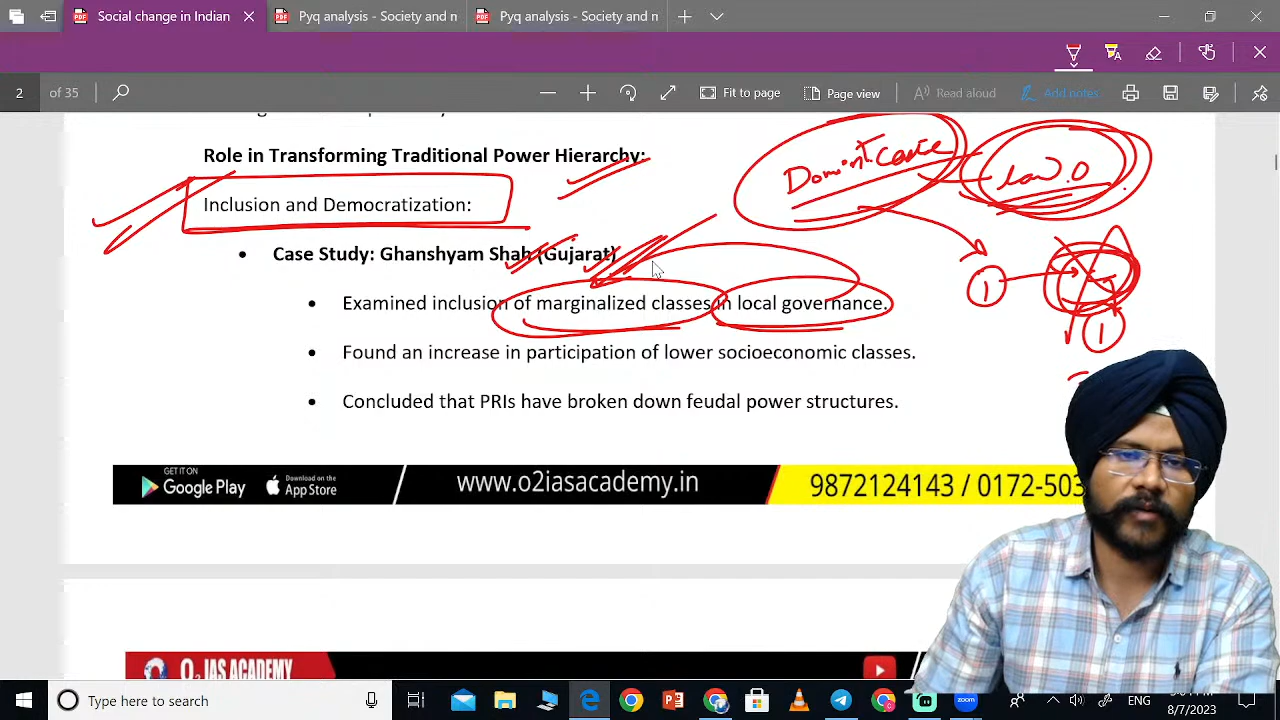 Social change in Indian
Pyq analysis - Society and n
Pyq analysis - Society and n
2 of 35
Fit to page
Page view
Read aloud
Add notes
Role in Transforming Traditional Power Hierarchy:
Inclusion and Democratization:
• Case Study: Ghanshyam Shah (Gujarat)
• Examined inclusion of marginalized classes in local governance.
• Found an increase in participation of lower socioeconomic classes.
• Concluded that PRIs have broken down feudal power structures.
1
1
GET IT ON
Google Play
Download on the
App Store
www.o2iasacademy.in
9872124143 / 0172-503
O2 IAS ACADEMY
Type here to search
ENG
8/7/2023